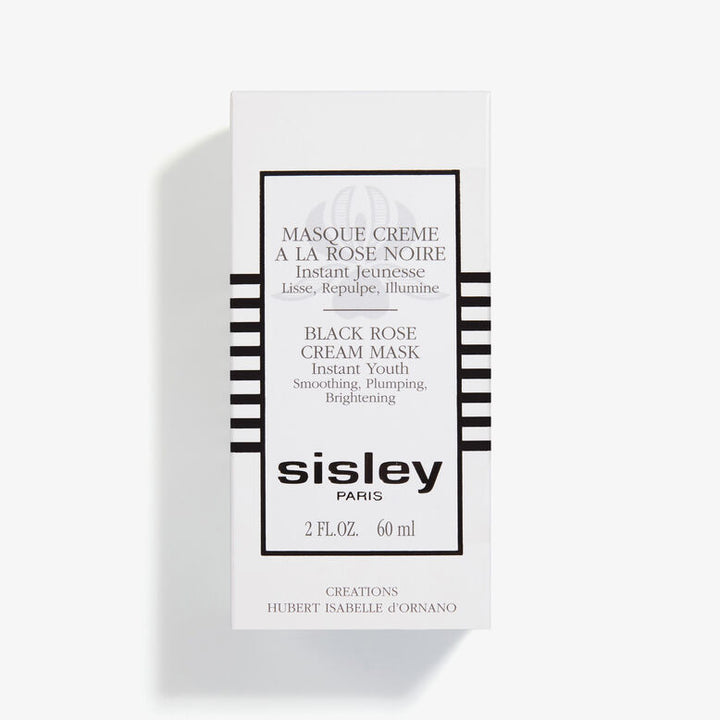 MASQUE CREME
A LA ROSE NOIRE
Instant Jeunesse
Lisse, Repulpe, Illumine
BLACK ROSE
CREAM MASK
Instant Youth
Smoothing, Plumping,
Brightening
sisley
PARIS
2 FL.OZ. 60 ml
CREATIONS
HUBERT ISABELLE d'ORNANO